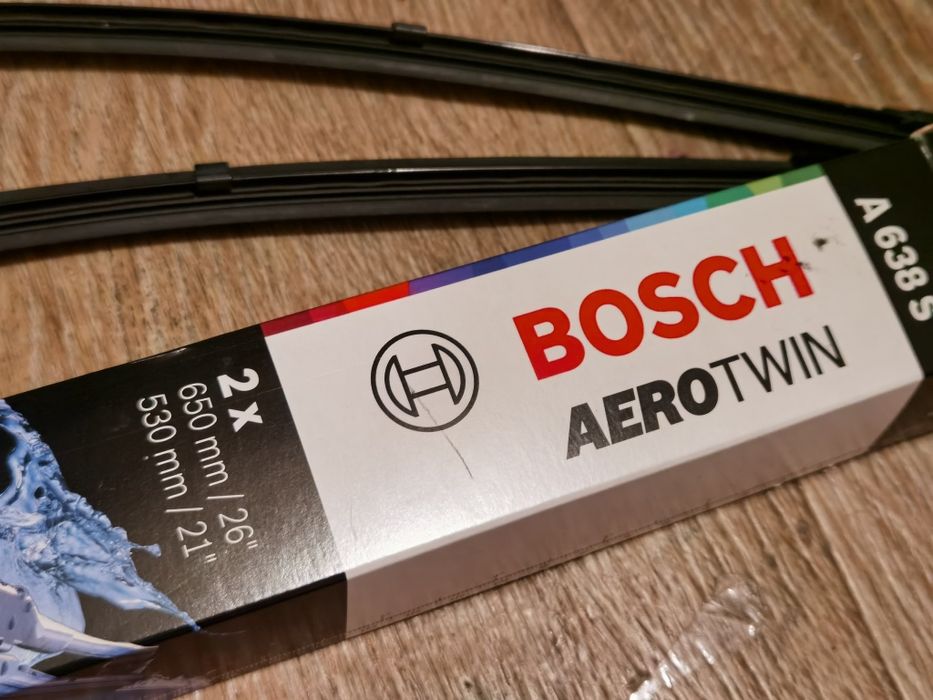 BOSCH
AEROTWIN
A 638 S
2 x
650 mm / 26"
530 mm / 21"